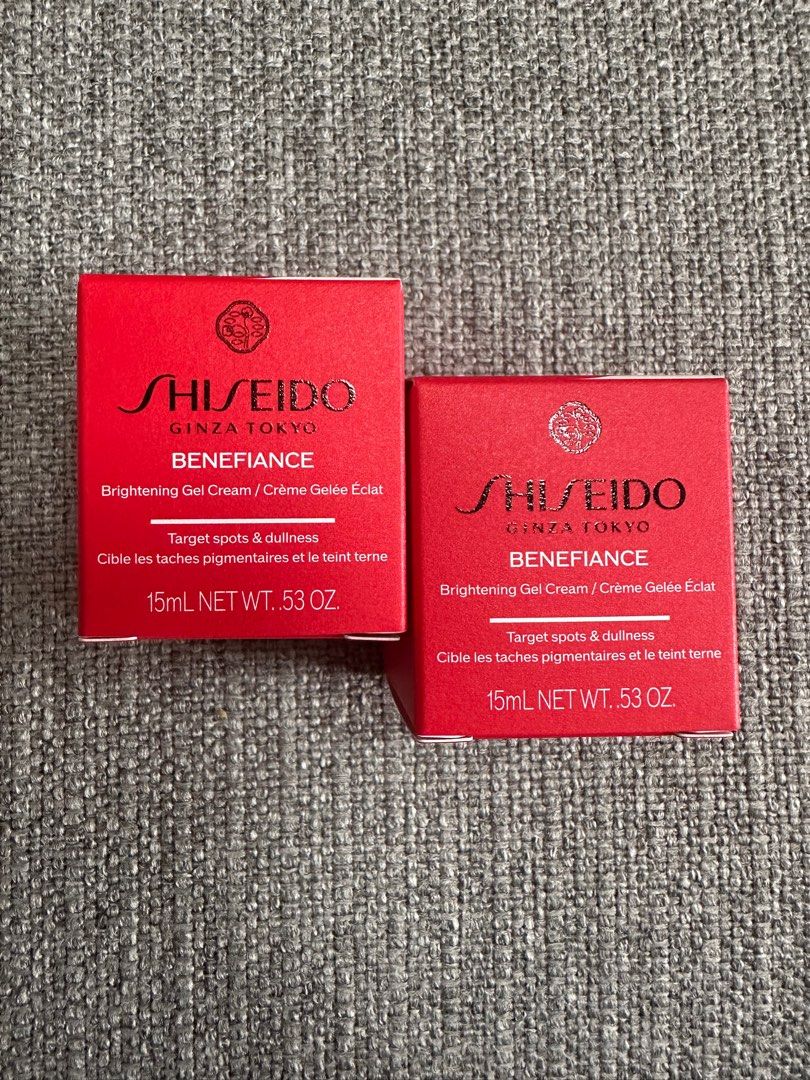 SHISEIDO
GINZA TOKYO
BENEFIANCE
Brightening Gel Cream / Crème Gelée Éclat
Target spots & dullness
Cible les taches pigmentaires et le teint terne
15mL NET WT. .53 OZ.
SHISEIDO
GINZA TOKYO
BENEFIANCE
Brightening Gel Cream / Crème Gelée Éclat
Target spots & dullness
Cible les taches pigmentaires et le teint terne
15mL NET WT. .53 OZ.